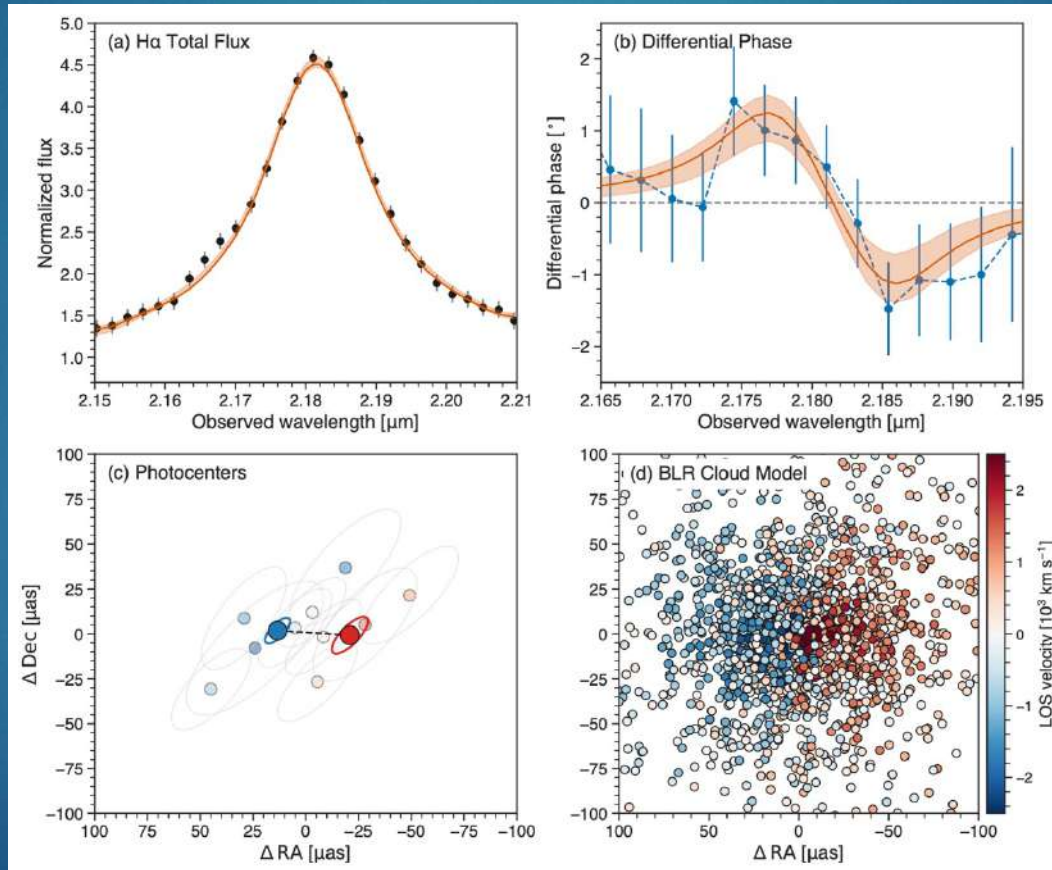 (a) Hα Total Flux
Normalized flux
5.0
4.5
4.0
3.5
3.0
2.5
2.0
1.5
1.0
2.15 2.16 2.17 2.18 2.19 2.20 2.21
Observed wavelength [μm]
(b) Differential Phase
Differential phase [°]
2
1
0
−1
−2
2.165 2.170 2.175 2.180 2.185 2.190 2.195
Observed wavelength [μm]
(c) Photocenters
Δ Dec [μas]
100
75
50
25
0
−25
−50
−75
−100
100 75 50 25 0 −25 −50 −75 −100
Δ RA [μas]
(d) BLR Cloud Model
100
75
50
25
0
−25
−50
−75
−100
100 50 0 −50 −100
Δ RA [μas]
2
1
0
−1
−2
LOS velocity [10³ km s⁻¹]